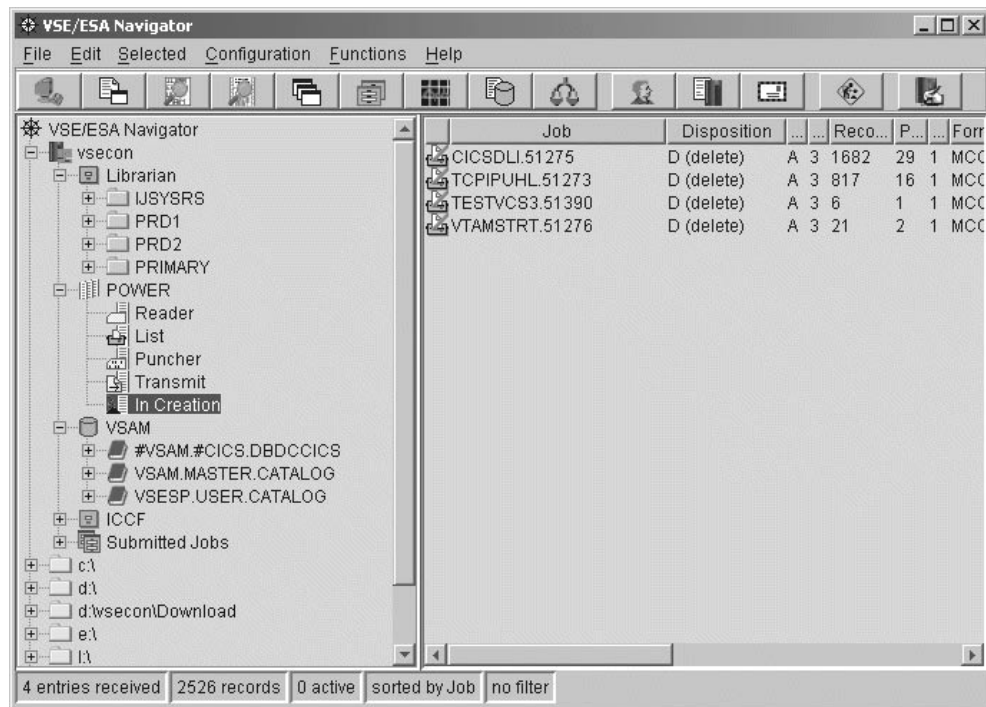 VSE/ESA Navigator
File Edit Selected Configuration Functions Help
VSE/ESA Navigator
vsecon
Librarian
IJSYSRS
PRD1
PRD2
PRIMARY
POWER
Reader
List
Puncher
Transmit
In Creation
VSAM
#VSAM.#CICS.DBDCCICS
VSAM.MASTER.CATALOG
VSESP.USER.CATALOG
ICCF
Submitted Jobs
c:\
d:\
d:\vsecon\Download
e:\
Job Disposition ... ... Reco... P... ... Forr
CICSDLI.51275 D (delete) A 3 1682 29 1 MCC
TCPIPUHL.51273 D (delete) A 3 817 16 1 MCC
TESTVCS3.51390 D (delete) A 3 6 1 1 MCC
VTAMSTRT.51276 D (delete) A 3 21 2 1 MCC
4 entries received 2526 records 0 active sorted by Job no filter